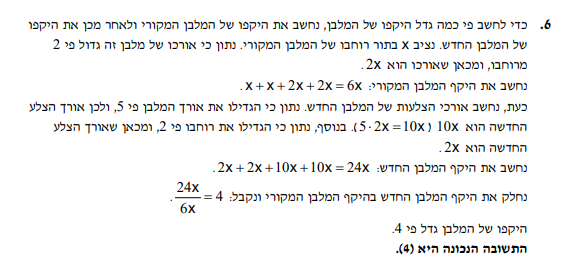 6. כדי לחשב פי כמה גדל היקפו של המלבן, נחשב את היקפו של המלבן המקורי ולאחר מכן את היקפו
של המלבן החדש. נציב x בתור רוחבו של המלבן המקורי. נתון כי אורכו של מלבן זה גדול פי 2
מרוחבו, ומכאן שאורכו הוא 2x.
נחשב את היקף המלבן המקורי: x + x + 2x + 2x = 6x.
כעת, נחשב אורכי הצלעות של המלבן החדש. נתון כי הגדילו את אורך המלבן פי 5, ולכן אורך הצלע
החדשה הוא 10x (5 ⋅ 2x = 10x). בנוסף, נתון כי הגדילו את רוחבו פי 2, ומכאן שאורך הצלע
החדשה הוא 2x.
נחשב את היקף המלבן החדש: 2x + 2x + 10x + 10x = 24x.
נחלק את היקף המלבן החדש בהיקף המלבן המקורי ונקבל: 24x/6x = 4.
היקפו של המלבן גדל פי 4.
התשובה הנכונה היא (4).